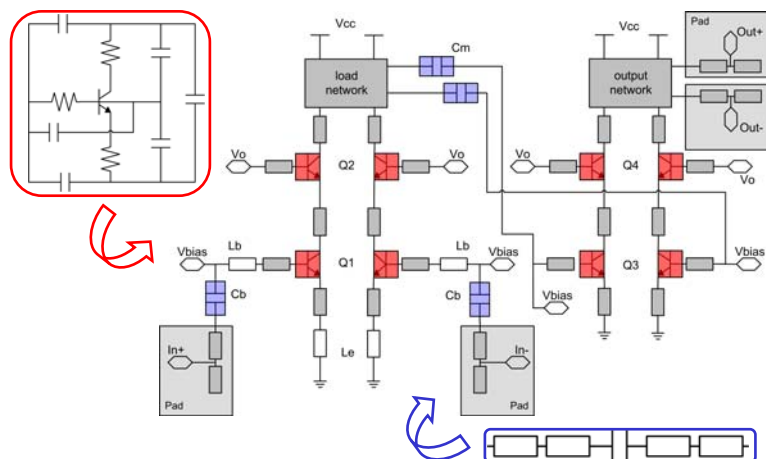 Vcc
Cm
load
network
Vcc
output
network
Pad
Out+
Out-
Vo
Q2
Vo
Vo
Q4
Vo
Vbias
Lb
Q1
Lb
Vbias
Q3
Vbias
Vbias
Cb
Cb
In+
Pad
Le
In-
Pad